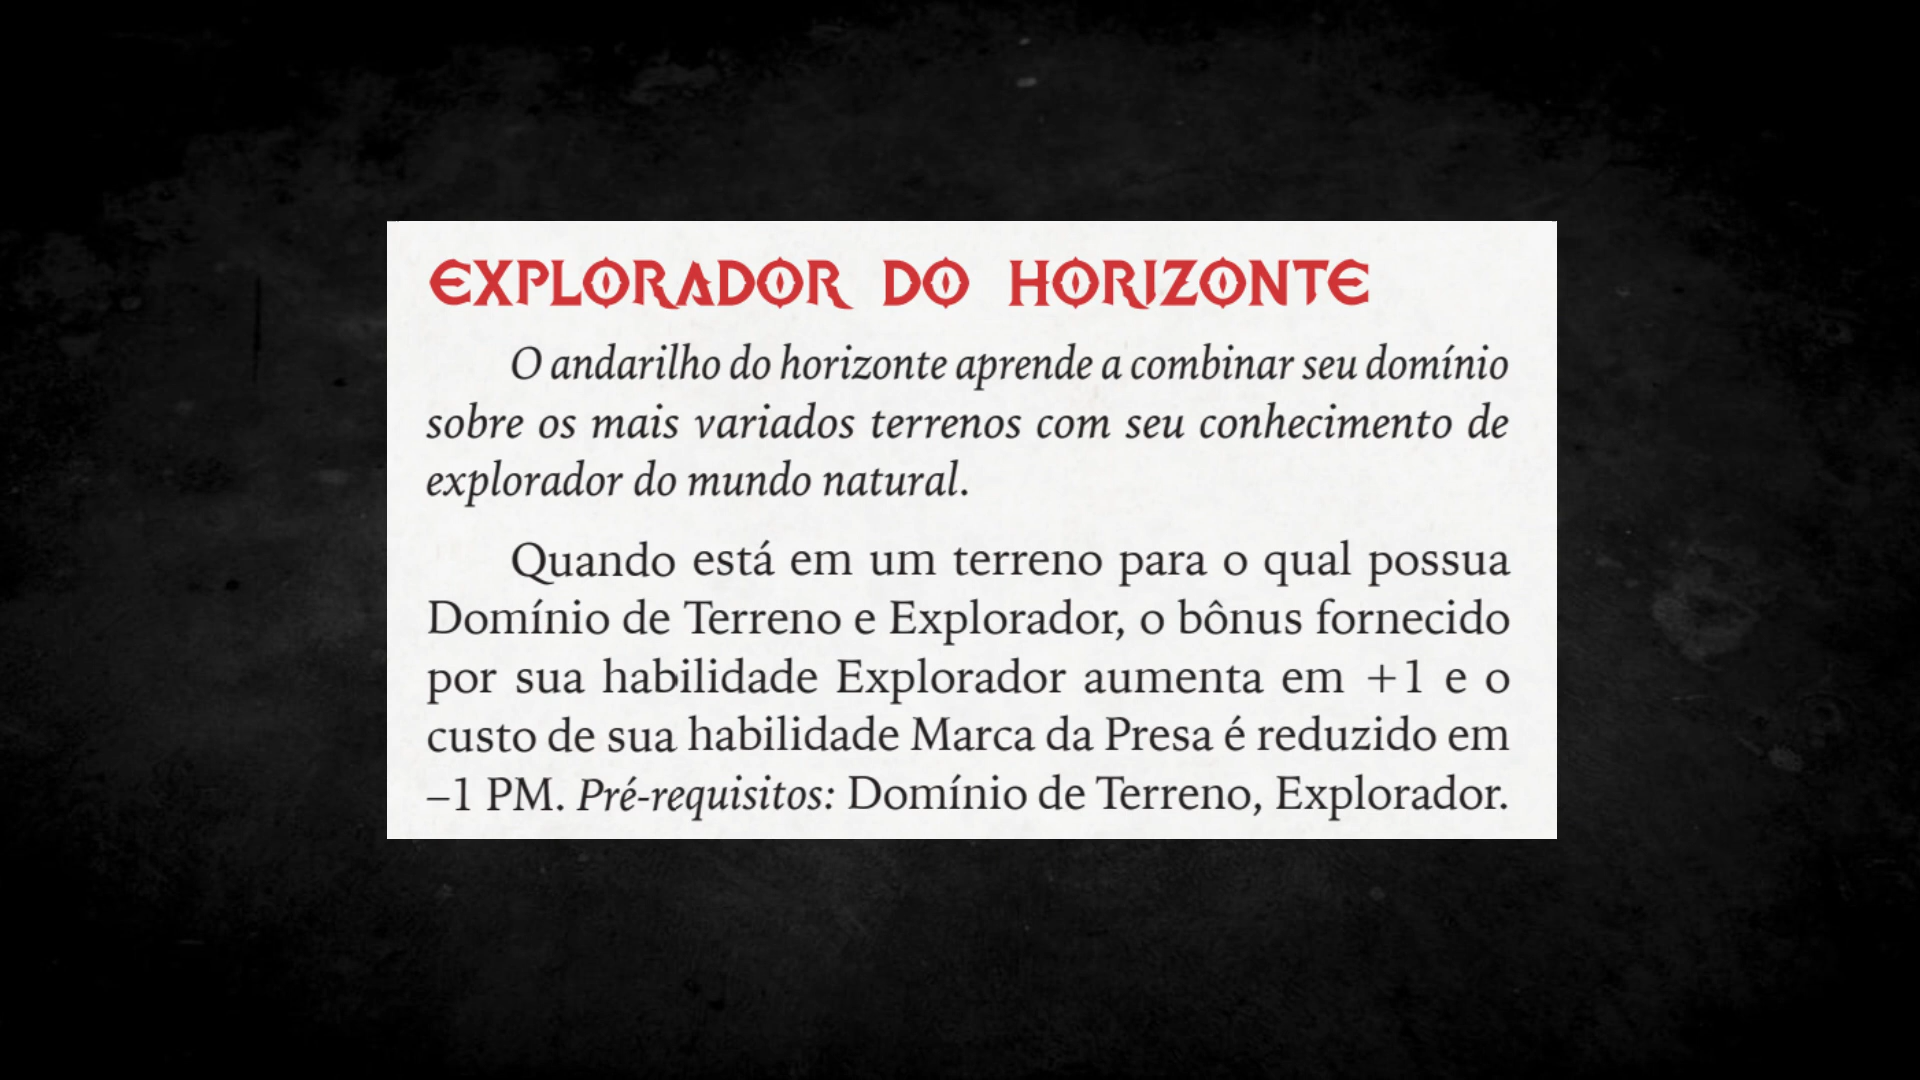 EXPLORADOR DO HORIZONTE
O andarilho do horizonte aprende a combinar seu domínio
sobre os mais variados terrenos com seu conhecimento de
explorador do mundo natural.
Quando está em um terreno para o qual possua
Domínio de Terreno e Explorador, o bônus fornecido
por sua habilidade Explorador aumenta em +1 e o
custo de sua habilidade Marca da Presa é reduzido em
–1 PM. Pré-requisitos: Domínio de Terreno, Explorador.